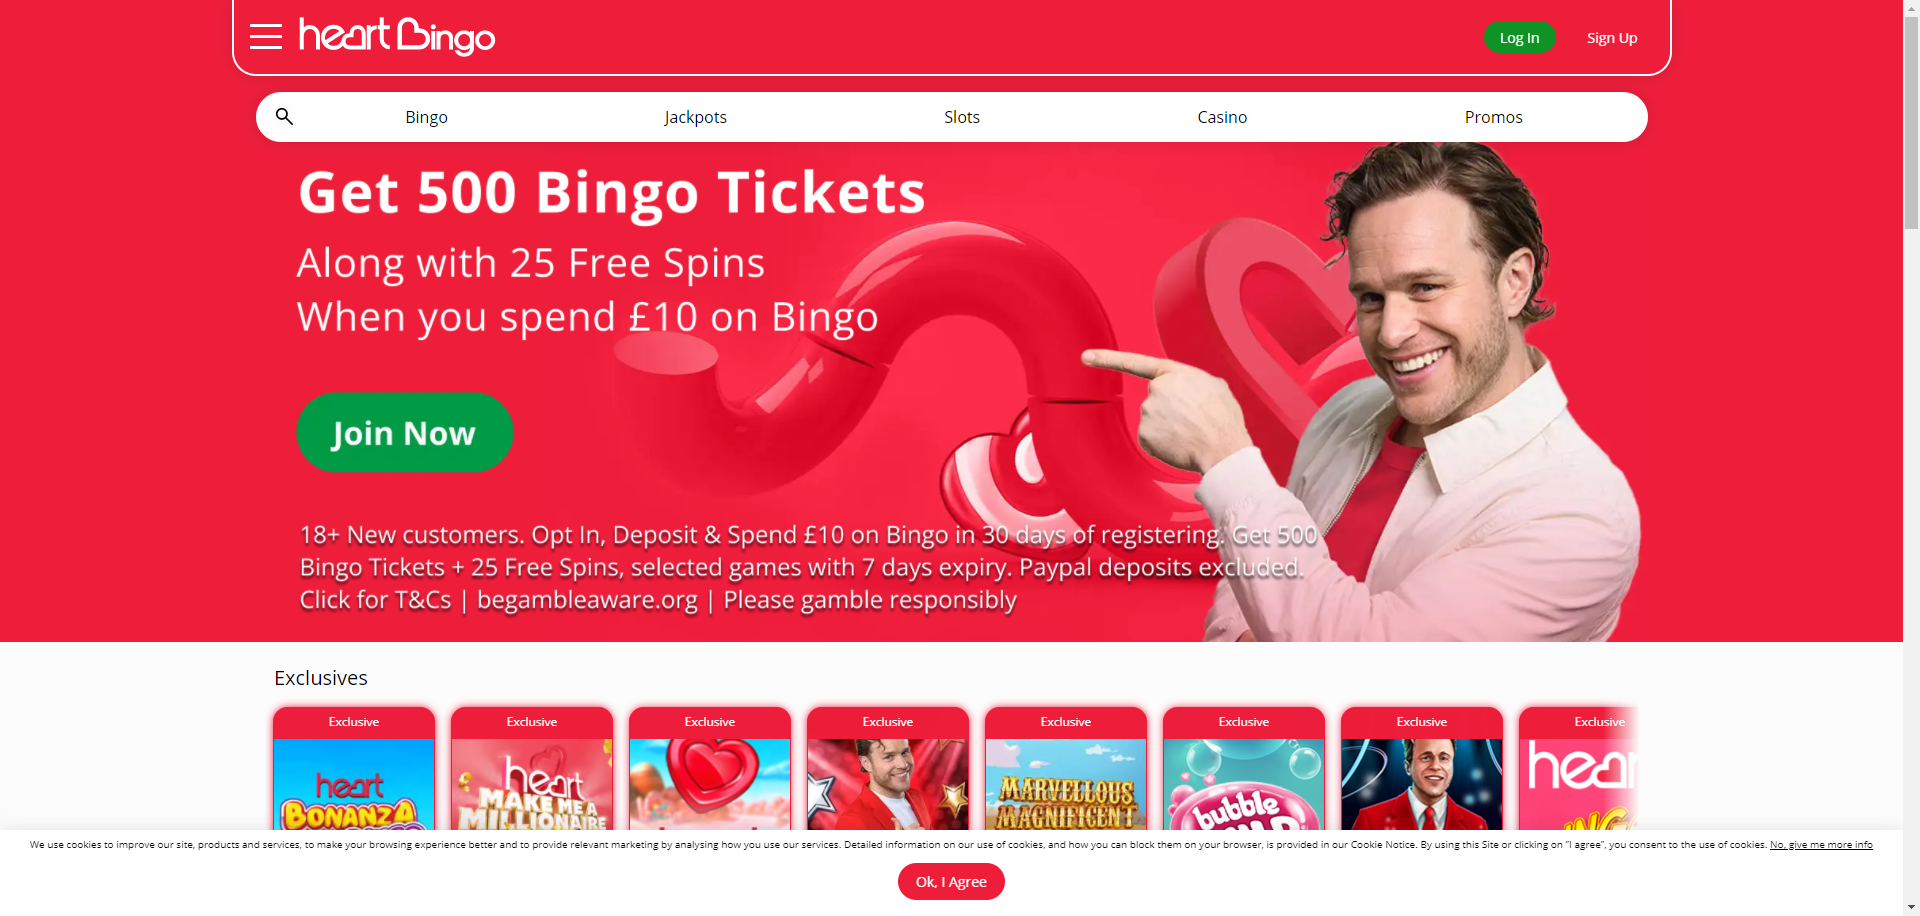 heart Bingo
Log In
Sign Up
Bingo
Jackpots
Slots
Casino
Promos
Get 500 Bingo Tickets
Along with 25 Free Spins
When you spend £10 on Bingo
Join Now
18+ New customers. Opt In, Deposit & Spend £10 on Bingo in 30 days of registering. Get 500
Bingo Tickets + 25 Free Spins, selected games with 7 days expiry. Paypal deposits excluded.
Click for T&Cs | begambleaware.org | Please gamble responsibly
Exclusives
Exclusive
Exclusive
Exclusive
Exclusive
Exclusive
Exclusive
Exclusive
Exclusive
heart
BONANZA
heart
MAKE ME A
MILLIONAIRE
MARVELLOUS
MAGNIFICENT
bubble
We use cookies to improve our site, products and services, to make your browsing experience better and to provide relevant marketing by analysing how you use our services. Detailed information on our use of cookies, and how you can block them on your browser, is provided in our Cookie Notice. By using this Site or clicking on “I agree”, you consent to the use of cookies. No, give me more info
Ok, I Agree